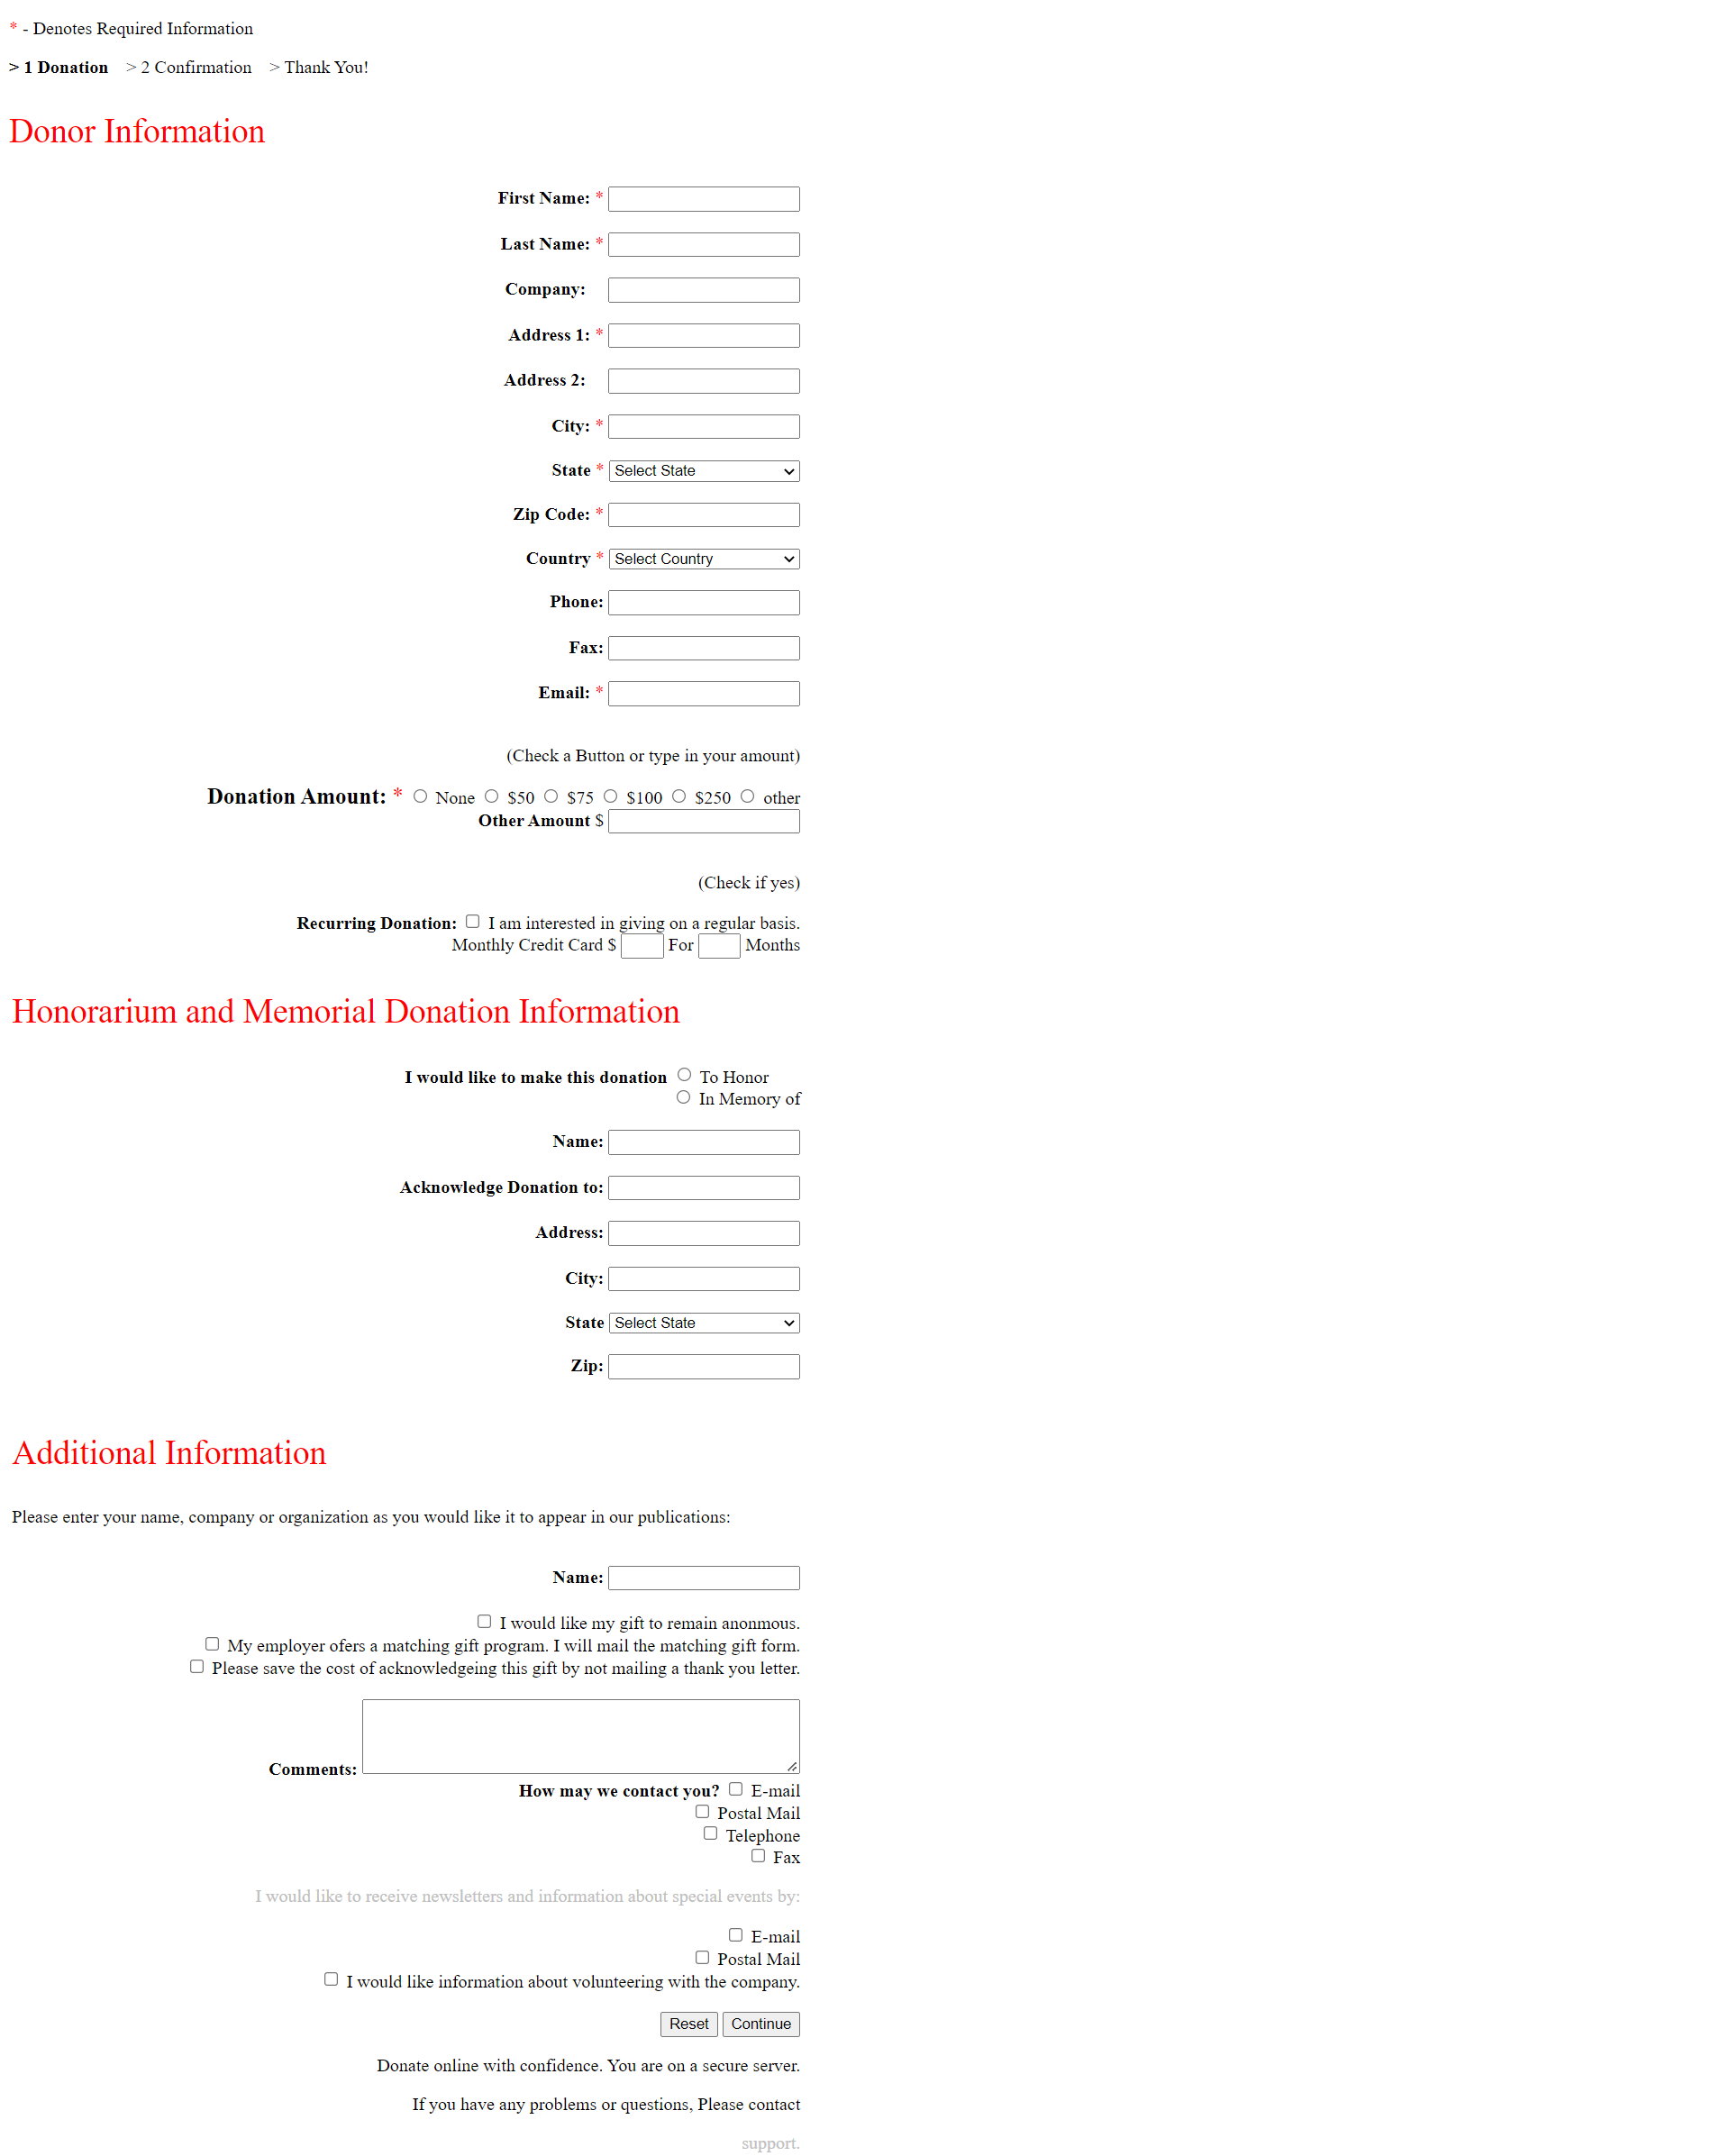 * - Denotes Required Information
> 1 Donation > 2 Confirmation > Thank You!
Donor Information
First Name: *
Last Name: *
Company:
Address 1: *
Address 2:
City: *
State * Select State
Zip Code: *
Country * Select Country
Phone:
Fax:
Email: *
(Check a Button or type in your amount)
Donation Amount: * None $50 $75 $100 $250 other
Other Amount $
(Check if yes)
Recurring Donation: I am interested in giving on a regular basis.
Monthly Credit Card $ For Months
Honorarium and Memorial Donation Information
I would like to make this donation To Honor
In Memory of
Name:
Acknowledge Donation to:
Address:
City:
State Select State
Zip:
Additional Information
Please enter your name, company or organization as you would like it to appear in our publications:
Name:
I would like my gift to remain anonmous.
My employer ofers a matching gift program. I will mail the matching gift form.
Please save the cost of acknowledgeing this gift by not mailing a thank you letter.
Comments:
How may we contact you? E-mail
Postal Mail
Telephone
Fax
I would like to receive newsletters and information about special events by:
E-mail
Postal Mail
I would like information about volunteering with the company.
Reset Continue
Donate online with confidence. You are on a secure server.
If you have any problems or questions, Please contact
support.